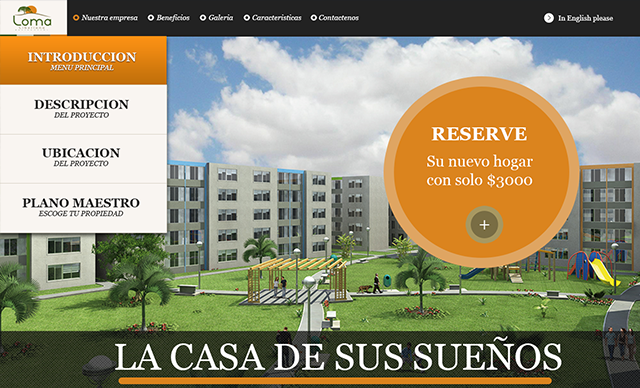 Loma
Nuestra empresa
Beneficios
Galeria
Caracteristicas
Contactenos
In English please
INTRODUCCION
MENU PRINCIPAL
DESCRIPCION
DEL PROYECTO
UBICACION
DEL PROYECTO
PLANO MAESTRO
ESCOGE TU PROPIEDAD
RESERVE
Su nuevo hogar
con solo $3000
+
LA CASA DE SUS SUEÑOS